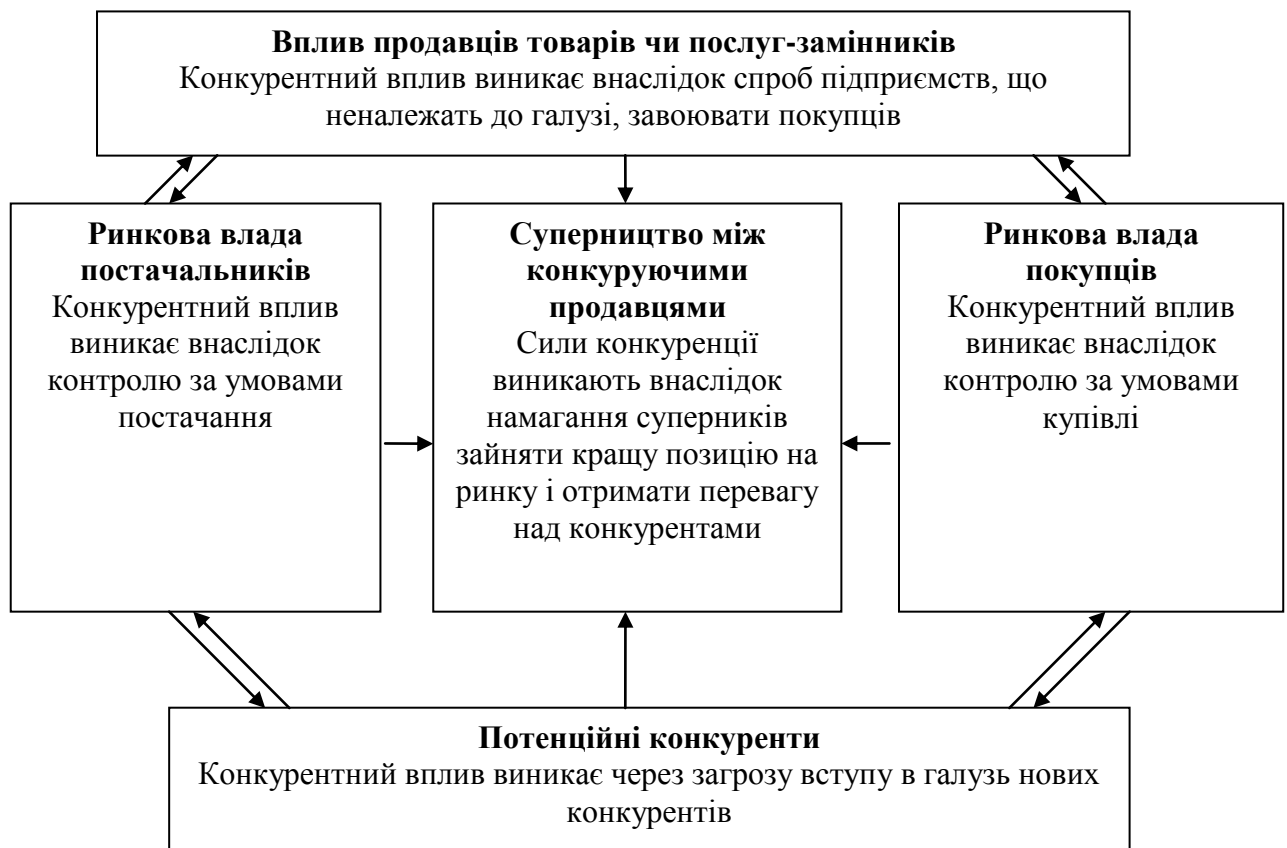 Вплив продавців товарів чи послуг-замінників
Конкурентний вплив виникає внаслідок спроб підприємств, що
неналежать до галузі, завоювати покупців
Ринкова влада
постачальників
Конкурентний вплив
виникає внаслідок
контролю за умовами
постачання
Суперництво між
конкуруючими
продавцями
Сили конкуренції
виникають внаслідок
намагання суперників
зайняти кращу позицію на
ринку і отримати перевагу
над конкурентами
Ринкова влада
покупців
Конкурентний вплив
виникає внаслідок
контролю за умовами
купівлі
Потенційні конкуренти
Конкурентний вплив виникає через загрозу вступу в галузь нових
конкурентів